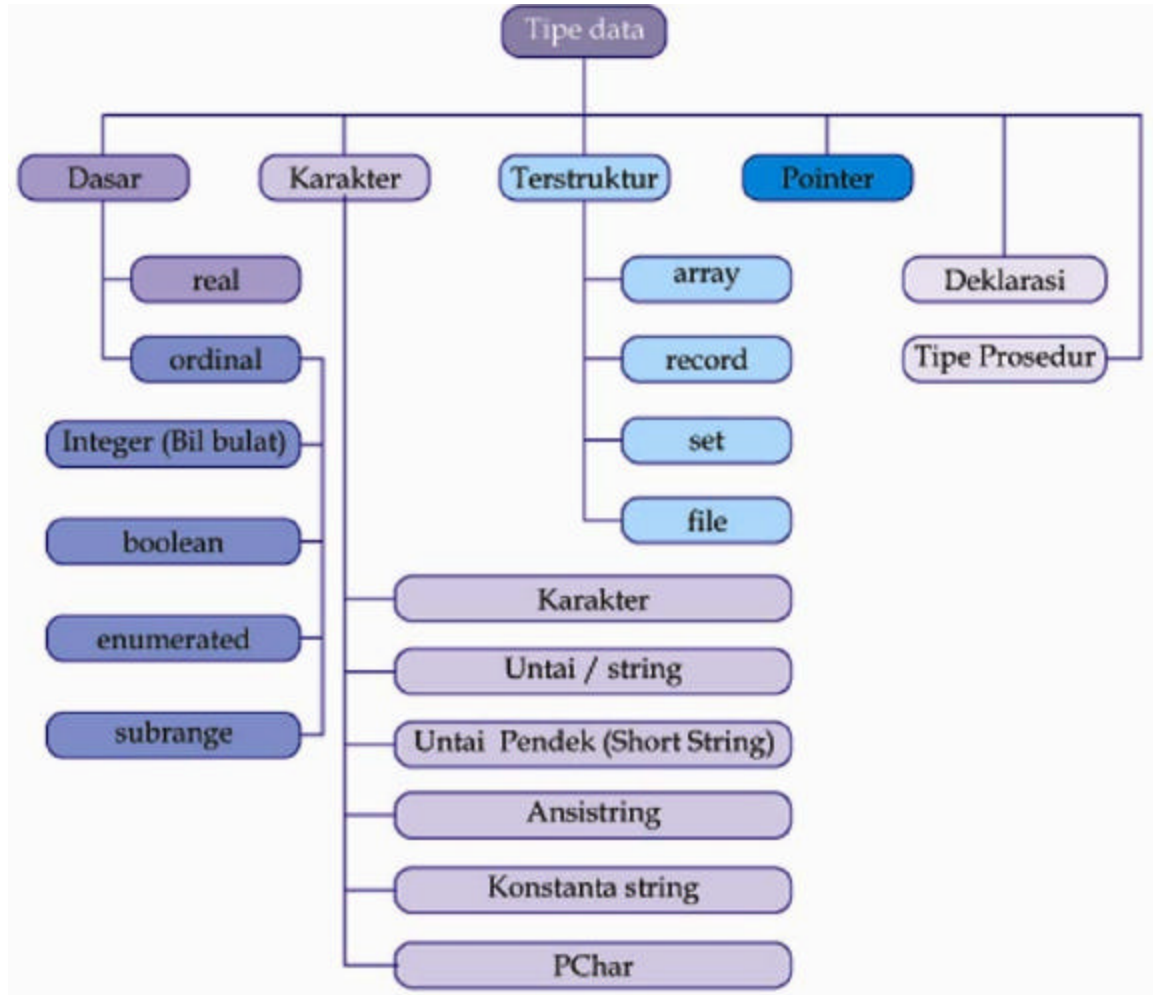 Tipe data
Dasar
Karakter
Terstruktur
Pointer
real
array
Deklarasi
ordinal
record
Tipe Prosedur
Integer (Bil bulat)
set
boolean
file
Karakter
enumerated
Untai / string
subrange
Untai Pendek (Short String)
Ansistring
Konstanta string
PChar